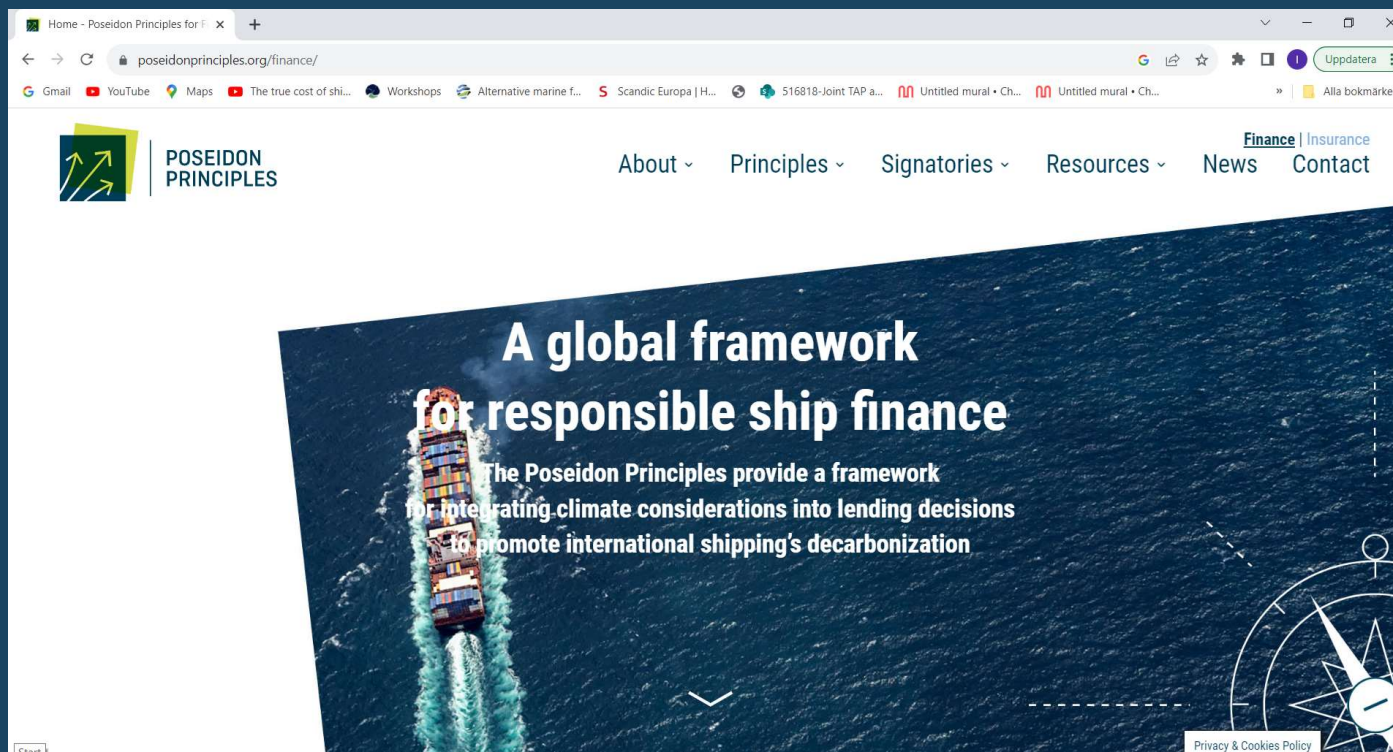 Home - Poseidon Principles for F
poseidonprinciples.org/finance/
Uppdatera
Gmail
YouTube
Maps
The true cost of shi...
Workshops
Alternative marine f...
Scandic Europa | H...
516818-Joint TAP a...
Untitled mural • Ch...
Untitled mural • Ch...
»
Alla bokmärke
POSEIDON
PRINCIPLES
Finance | Insurance
About
Principles
Signatories
Resources
News
Contact
A global framework
for responsible ship finance
The Poseidon Principles provide a framework
for integrating climate considerations into lending decisions
to promote international shipping's decarbonization
Privacy & Cookies Policy
Start